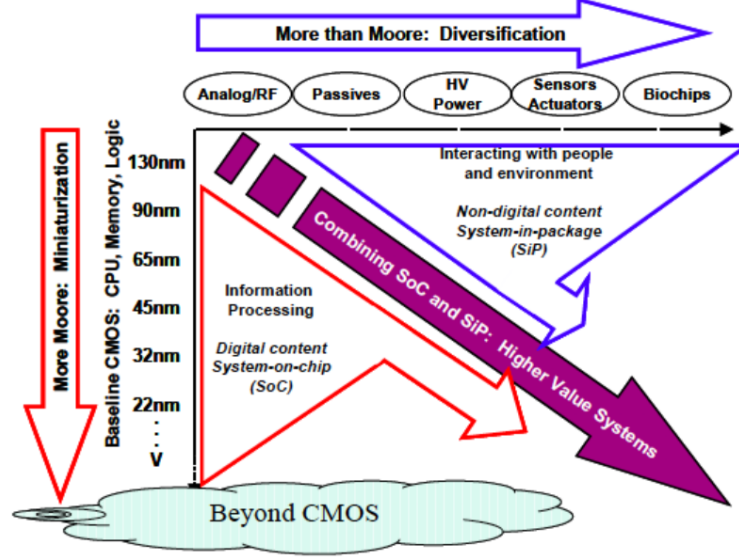 More than Moore: Diversification
Analog/RF
Passives
HV
Power
Sensors
Actuators
Biochips
More Moore: Miniaturization
Baseline CMOS: CPU, Memory, Logic
130nm
90nm
65nm
45nm
32nm
22nm
V
Interacting with people
and environment
Non-digital content
System-in-package
(SiP)
Combining SoC and SiP: Higher Value Systems
Information
Processing
Digital content
System-on-chip
(SoC)
Beyond CMOS